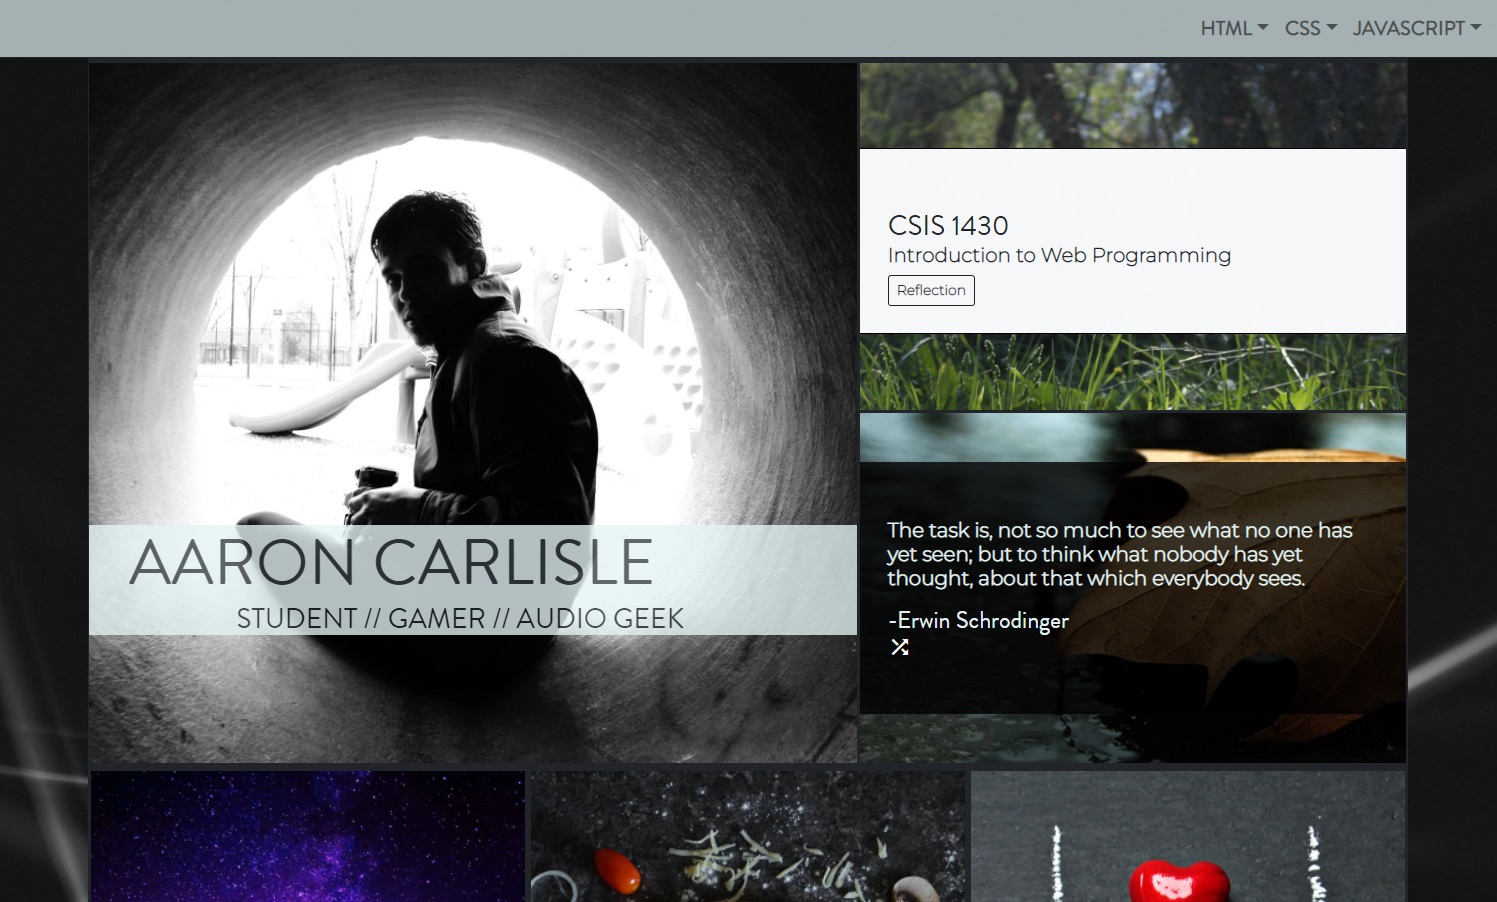 HTML CSS JAVASCRIPT
CSIS 1430
Introduction to Web Programming
Reflection
AARON CARLISLE
STUDENT // GAMER // AUDIO GEEK
The task is, not so much to see what no one has
yet seen; but to think what nobody has yet
thought, about that which everybody sees.
-Erwin Schrodinger